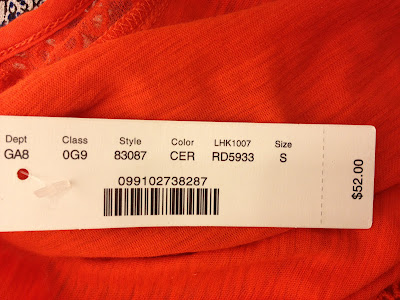 Dept Class Style Color LHK1007 Size
GA8 0G9 83087 CER RD5933 S
099102738287
$52.00